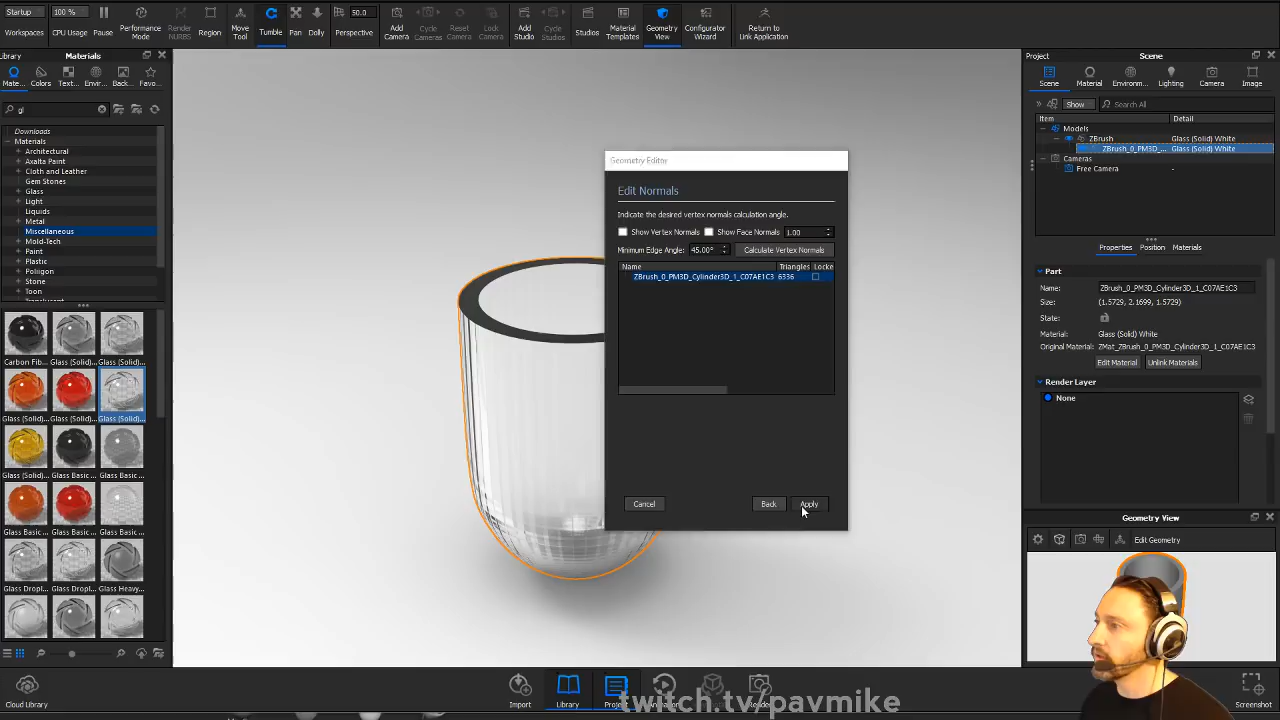 Startup
100 %
50.0
Workspaces
CPU Usage
Pause
Performance Mode
Render NURBS
Region
Move Tool
Tumble
Pan
Dolly
Perspective
Add Camera
Cycle Cameras
Reset Camera
Lock Camera
Add Studio
Cycle Studios
Studios
Material Templates
Geometry View
Configurator Wizard
Return to Link Application
Library
Materials
Mate...
Colors
Text...
Envir...
Back...
Favo...
gl
Downloads
Materials
Architectural
Axalta Paint
Cloth and Leather
Gem Stones
Glass
Light
Liquids
Metal
Miscellaneous
Mold-Tech
Paint
Plastic
Poliigon
Stone
Toon
Translucent
Carbon Fib...
Glass (Solid)...
Glass (Solid)...
Glass (Solid)...
Glass (Solid)...
Glass (Solid)...
Glass (Solid)...
Glass Basic ...
Glass Basic ...
Glass Basic ...
Glass Basic ...
Glass Basic ...
Glass Dropl...
Glass Dropl...
Glass Heavy...
Geometry Editor
Edit Normals
Indicate the desired vertex normals calculation angle.
Show Vertex Normals
Show Face Normals
1.00
Minimum Edge Angle: 45.00°
Calculate Vertex Normals
Name
Triangles
Locke
ZBrush_0_PM3D_Cylinder3D_1_C07AE1C3
6336
Cancel
Back
Apply
Project
Scene
Scene
Material
Environm...
Lighting
Camera
Image
Show
Search All
Item
Detail
Models
ZBrush
Glass (Solid) White
ZBrush_0_PM3D_...
Glass (Solid) White
Cameras
Free Camera
-
Properties
Position
Materials
Part
Name:
ZBrush_0_PM3D_Cylinder3D_1_C07AE1C3
Size:
(1.5729, 2.1699, 1.5729)
State:
Material:
Glass (Solid) White
Original Material:
ZMat_ZBrush_0_PM3D_Cylinder3D_1_C07AE1C3
Edit Material
Unlink Materials
Render Layer
None
Geometry View
Edit Geometry
Cloud Library
Import
Library
Project
Screenshot
twitch.tv/pavmike